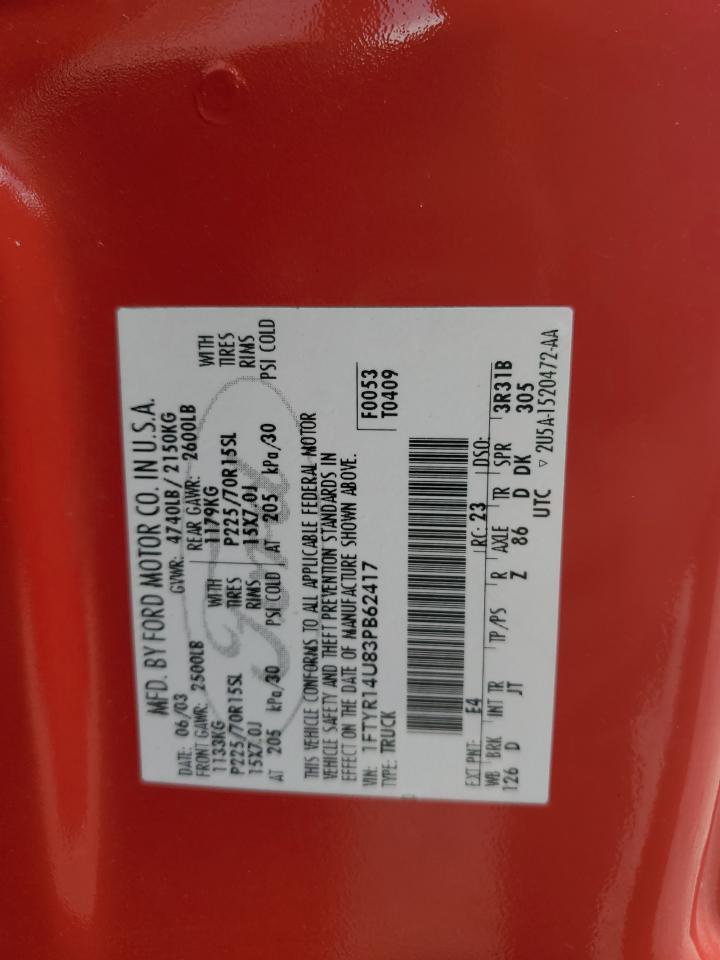 MFD. BY FORD MOTOR CO. IN U.S.A.
DATE: 06/03 GVWR: 4740LB / 2150KG
FRONT GAWR: 2500LB REAR GAWR: 2600LB
1133KG WITH 1179KG WITH
P225/70R15SL TIRES P225/70R15SL TIRES
15X7.0J RIMS 15X7.0J RIMS
AT 205 kPa/30 PSI COLD AT 205 kPa/30 PSI COLD
THIS VEHICLE CONFORMS TO ALL APPLICABLE FEDERAL MOTOR
VEHICLE SAFETY AND THEFT PREVENTION STANDARDS IN
EFFECT ON THE DATE OF MANUFACTURE SHOWN ABOVE.
VIN: 1FTYR14U83PB62417 F0053
TYPE: TRUCK T0409
EXT PNT: E4 RC: 23 DSO:
WB BRK INT TR TP/PS R AXLE TR SPR 3R31B
126 D JT Z 86 D DK 305
UTC ▽ 2U5A-1520472-AA
Ford